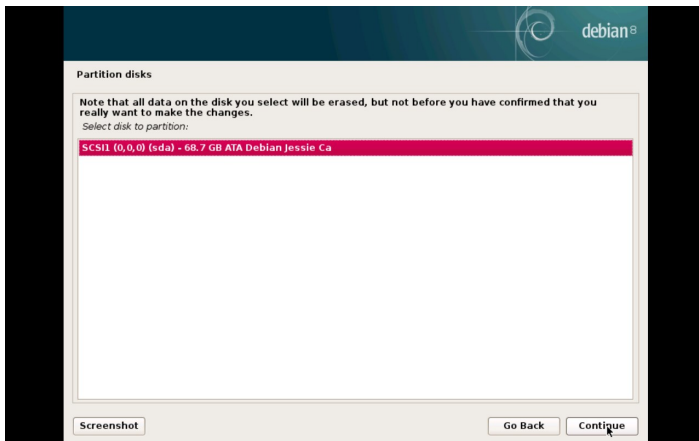 debian 8
Partition disks
Note that all data on the disk you select will be erased, but not before you have confirmed that you
really want to make the changes.
Select disk to partition:
SCSI1 (0,0,0) (sda) - 68.7 GB ATA Debian Jessie Ca
Screenshot Go Back Continue